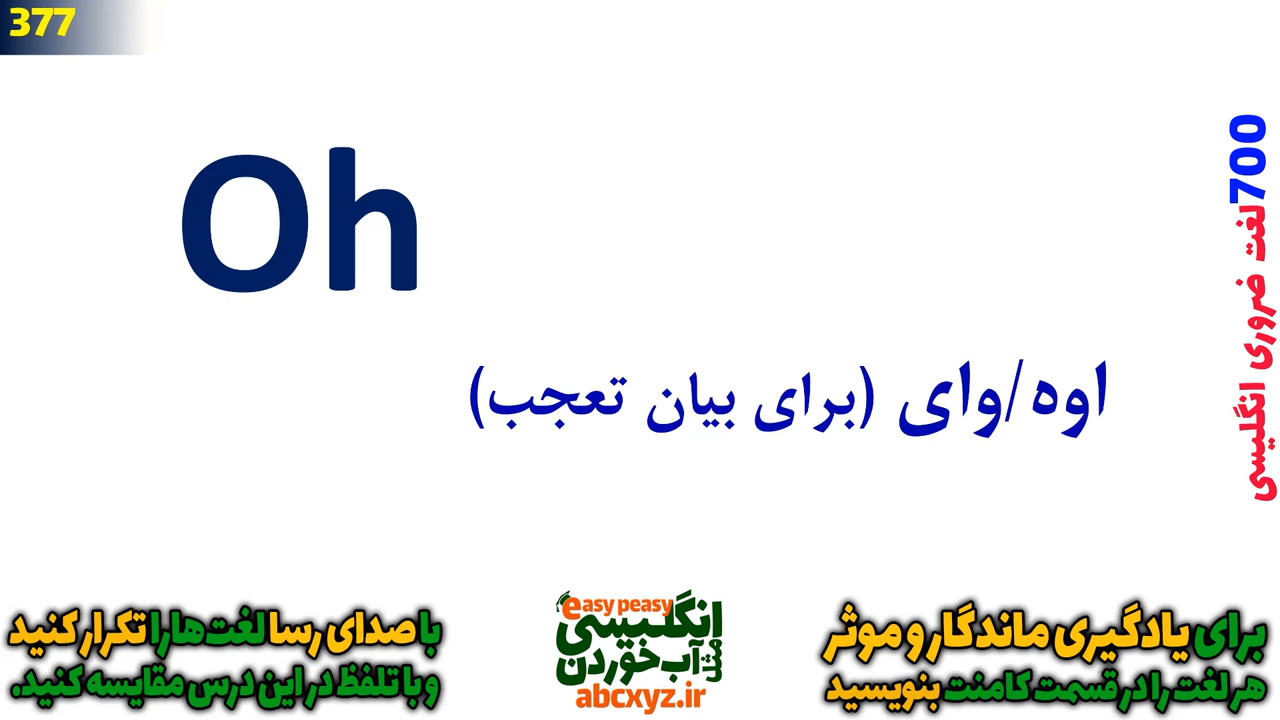 377
Oh
اوه/وای (برای بیان تعجب)
700 لغت ضروری انگلیسی
برای یادگیری ماندگار و موثر
هر لغت را در قسمت کامنت بنویسید
easy peasy
انگلیسی
مثل آب خوردن
abcxyz.ir
با صدای رسا لغت‌ها را تکرار کنید
و با تلفظ در این درس مقایسه کنید.